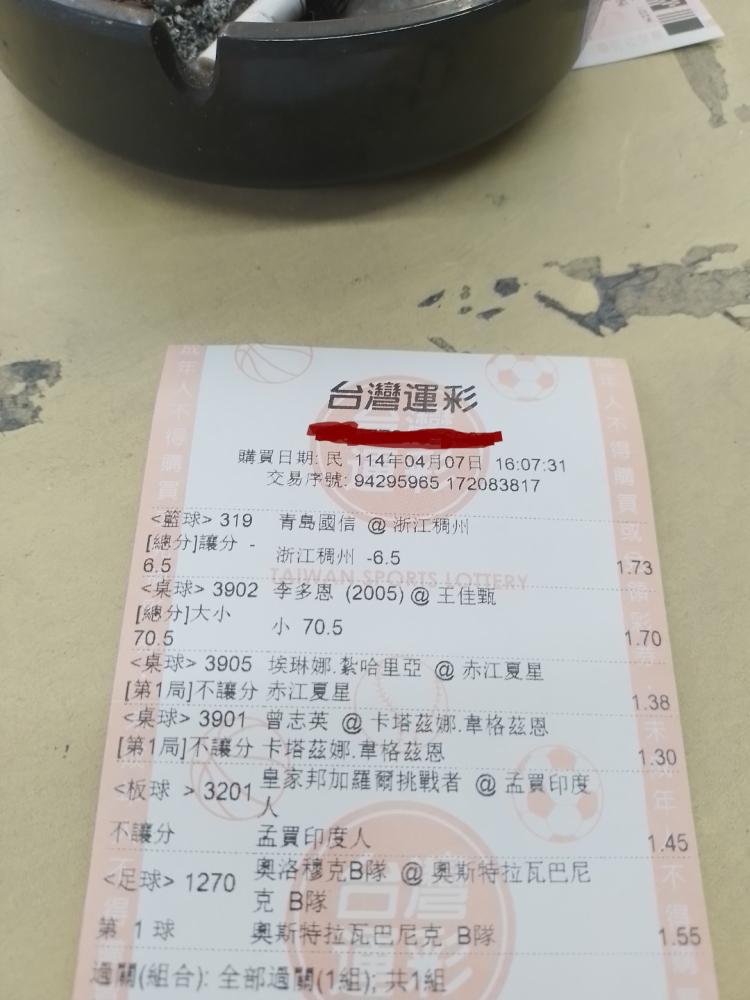 台灣運彩
購買日期: 民 114年04月07日 16:07:31
交易序號: 94295965 172083817
<籃球> 319 青島國信 @ 浙江稠州
[總分]讓分 -6.5 浙江稠州 -6.5 1.73
TAIWAN SPORTS LOTTERY
<桌球> 3902 李多恩 (2005) @ 王佳甄
[總分]大小 70.5 小 70.5 1.70
<桌球> 3905 埃琳娜.紮哈里亞 @ 赤江夏星
[第1局]不讓分 赤江夏星 1.38
<桌球> 3901 曾志英 @ 卡塔茲娜.韋格茲恩
[第1局]不讓分 卡塔茲娜.韋格茲恩 1.30
<板球 > 3201 皇家邦加羅爾挑戰者 @ 孟買印度人
不讓分 孟買印度人 1.45
<足球> 1270 奧洛穆克B隊 @ 奧斯特拉瓦巴尼克 B隊
第 1 球 奧斯特拉瓦巴尼克 B隊 1.55
過關(組合): 全部過關(1組); 共1組